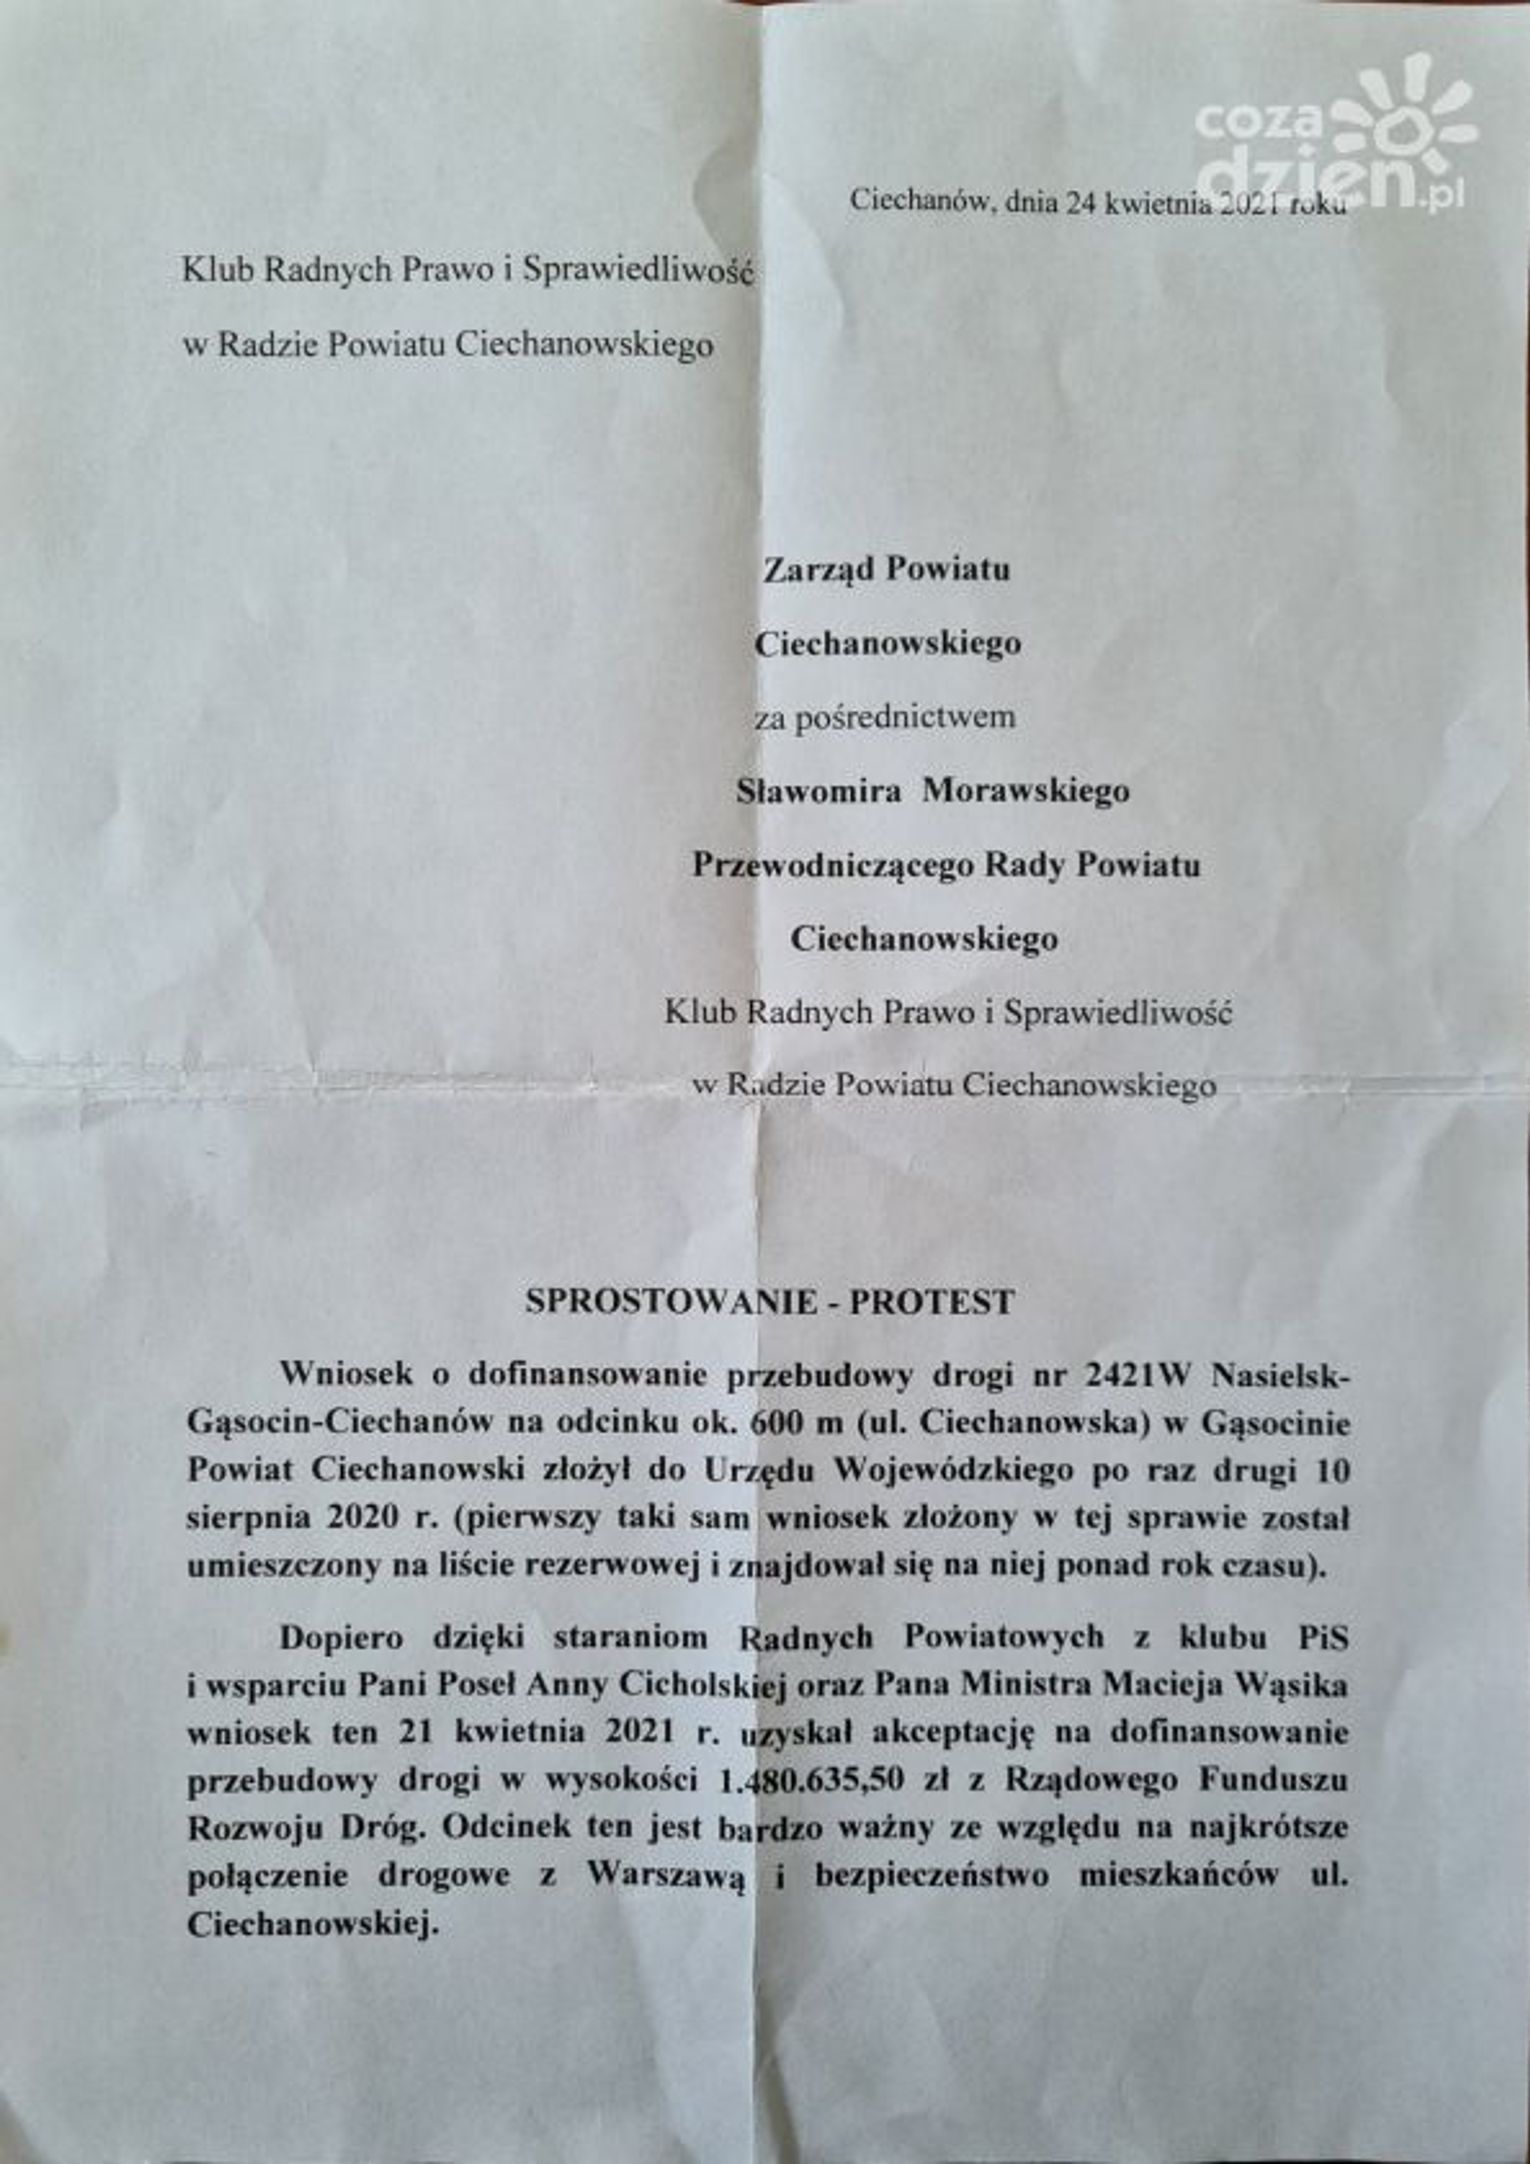 coza
dzien.pl
Ciechanów, dnia 24 kwietnia 2021 roku
Klub Radnych Prawo i Sprawiedliwość
w Radzie Powiatu Ciechanowskiego
Zarząd Powiatu
Ciechanowskiego
za pośrednictwem
Sławomira Morawskiego
Przewodniczącego Rady Powiatu
Ciechanowskiego
Klub Radnych Prawo i Sprawiedliwość
w Radzie Powiatu Ciechanowskiego
SPROSTOWANIE - PROTEST
Wniosek o dofinansowanie przebudowy drogi nr 2421W Nasielsk-
Gąsocin-Ciechanów na odcinku ok. 600 m (ul. Ciechanowska) w Gąsocinie
Powiat Ciechanowski złożył do Urzędu Wojewódzkiego po raz drugi 10
sierpnia 2020 r. (pierwszy taki sam wniosek złożony w tej sprawie został
umieszczony na liście rezerwowej i znajdował się na niej ponad rok czasu).
Dopiero dzięki staraniom Radnych Powiatowych z klubu PiS
i wsparciu Pani Poseł Anny Cicholskiej oraz Pana Ministra Macieja Wąsika
wniosek ten 21 kwietnia 2021 r. uzyskał akceptację na dofinansowanie
przebudowy drogi w wysokości 1.480.635,50 zł z Rządowego Funduszu
Rozwoju Dróg. Odcinek ten jest bardzo ważny ze względu na najkrótsze
połączenie drogowe z Warszawą i bezpieczeństwo mieszkańców ul.
Ciechanowskiej.